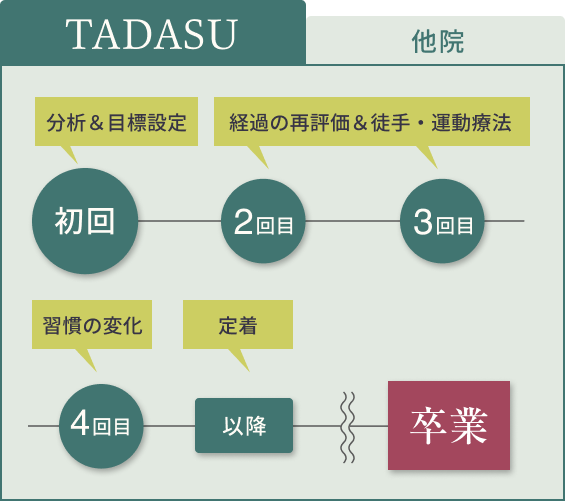 TADASU
他院
分析＆目標設定
経過の再評価＆徒手・運動療法
初回
2回目
3回目
習慣の変化
定着
4回目
以降
卒業